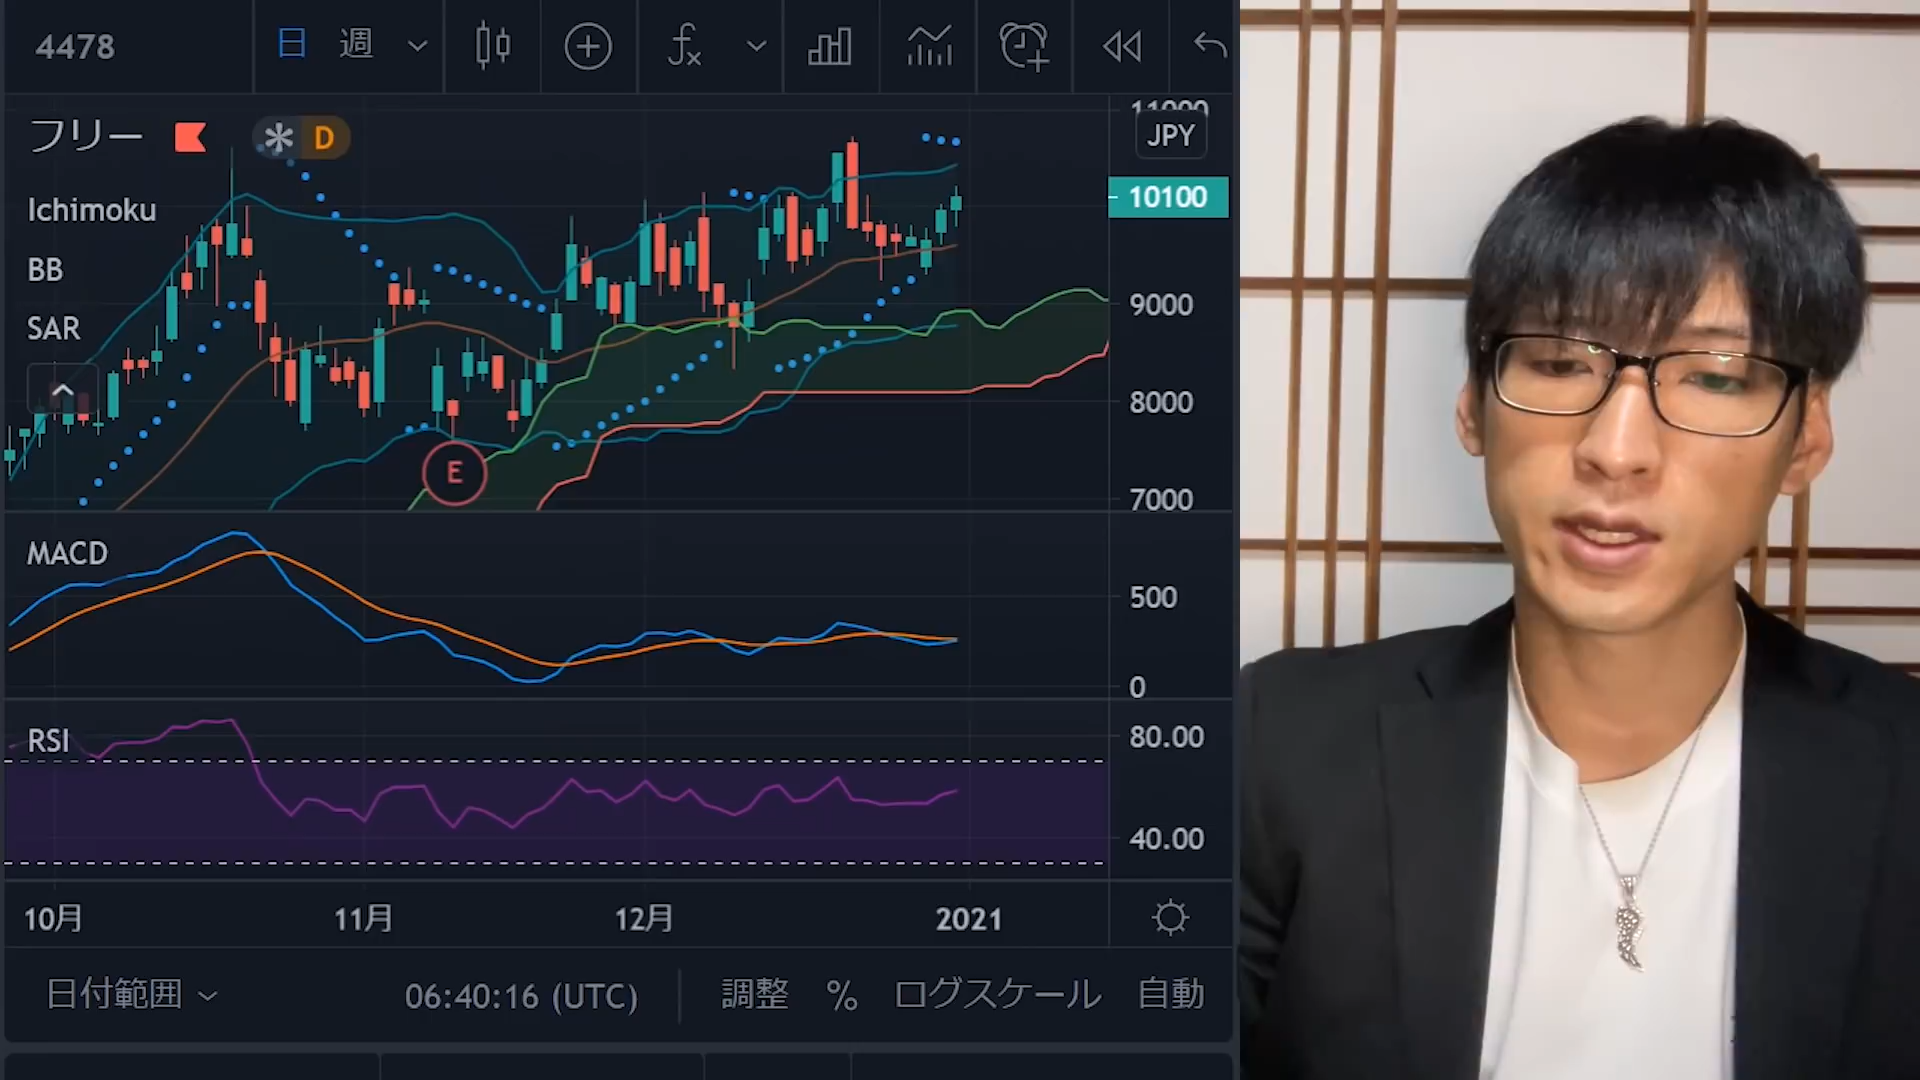 4478 日 週
フリー D
11000
JPY
Ichimoku
10100
BB
SAR
9000
8000
E
7000
MACD
500
0
RSI
80.00
40.00
10月 11月 12月 2021
日付範囲 06:40:16 (UTC) 調整 % ログスケール 自動